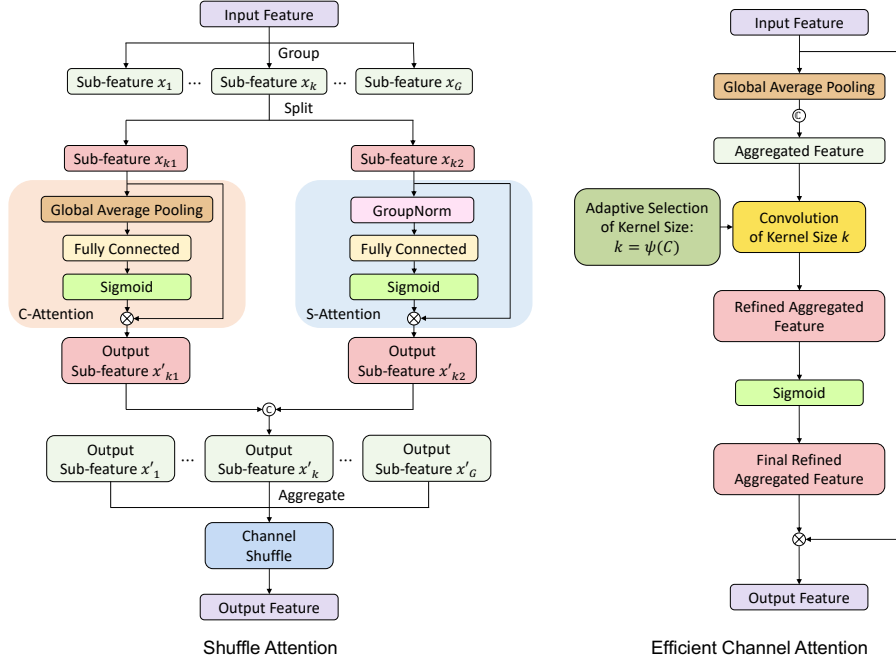 Input Feature
Group
Sub-feature x₁ ... Sub-feature xₖ ... Sub-feature x_G
Split
Sub-feature xₖ₁
Sub-feature xₖ₂
Global Average Pooling
Fully Connected
Sigmoid
C-Attention
GroupNorm
Fully Connected
Sigmoid
S-Attention
Output
Sub-feature x′ₖ₁
Output
Sub-feature x′ₖ₂
C
Output
Sub-feature x′₁
...
Output
Sub-feature x′ₖ
...
Output
Sub-feature x′_G
Aggregate
Channel
Shuffle
Output Feature
Shuffle Attention
Input Feature
Global Average Pooling
C
Aggregated Feature
Adaptive Selection
of Kernel Size:
k = ψ(C)
Convolution
of Kernel Size k
Refined Aggregated
Feature
Sigmoid
Final Refined
Aggregated Feature
Output Feature
Efficient Channel Attention